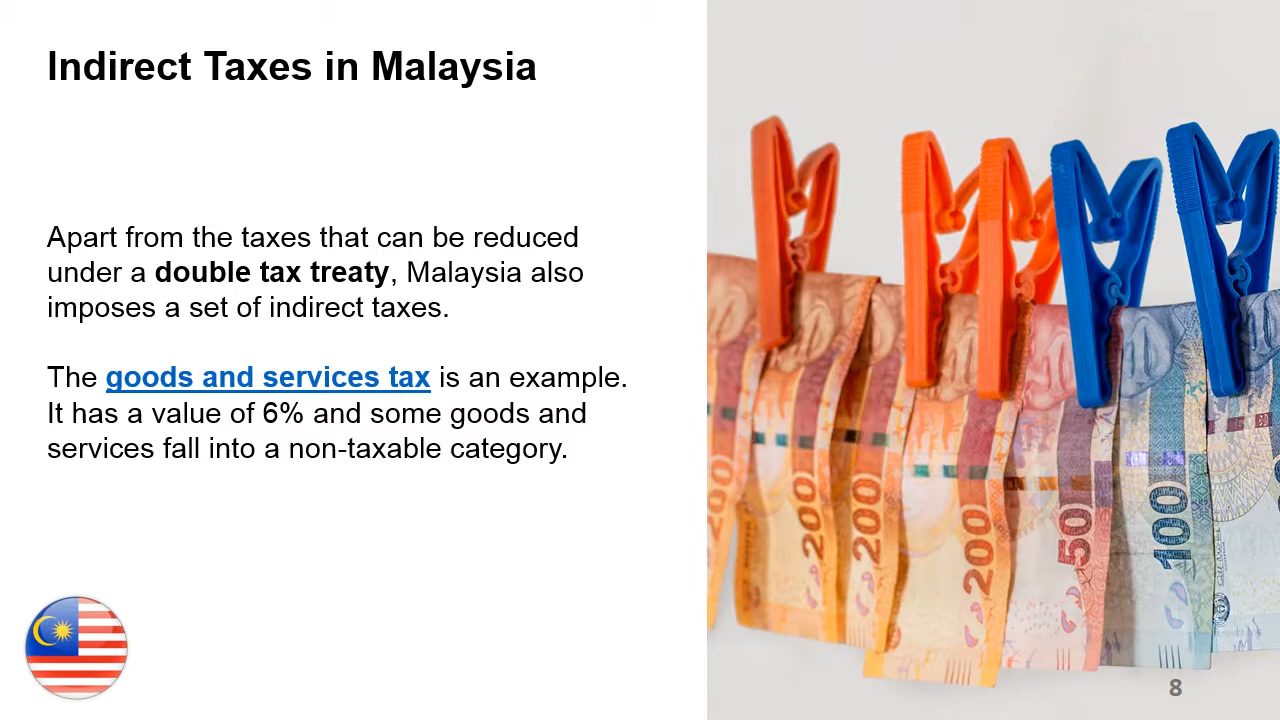 Indirect Taxes in Malaysia
Apart from the taxes that can be reduced
under a double tax treaty, Malaysia also
imposes a set of indirect taxes.
The goods and services tax is an example.
It has a value of 6% and some goods and
services fall into a non-taxable category.
200
200
200
200
50
100
8